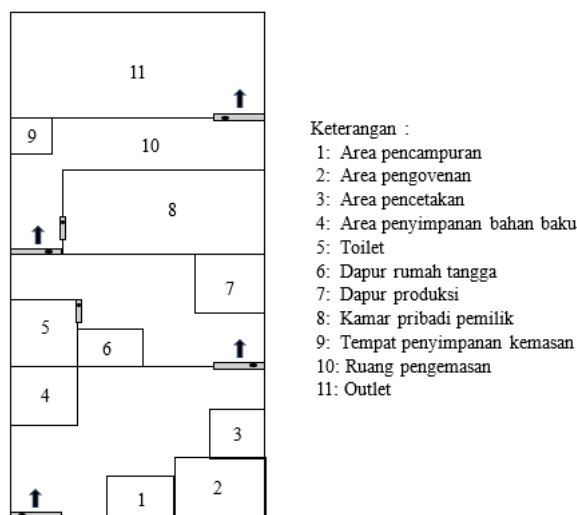 11
9
10
8
7
5
6
4
3
2
1
Keterangan :
1: Area pencampuran
2: Area pengovenan
3: Area pencetakan
4: Area penyimpanan bahan baku
5: Toilet
6: Dapur rumah tangga
7: Dapur produksi
8: Kamar pribadi pemilik
9: Tempat penyimpanan kemasan
10: Ruang pengemasan
11: Outlet